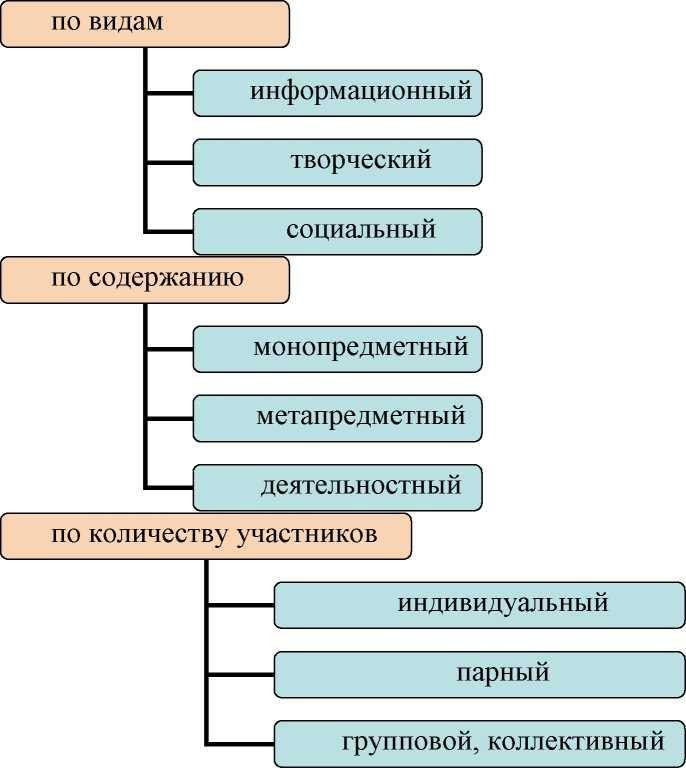 по видам
информационный
творческий
социальный
по содержанию
монопредметный
метапредметный
деятельностный
по количеству участников
индивидуальный
парный
групповой, коллективный